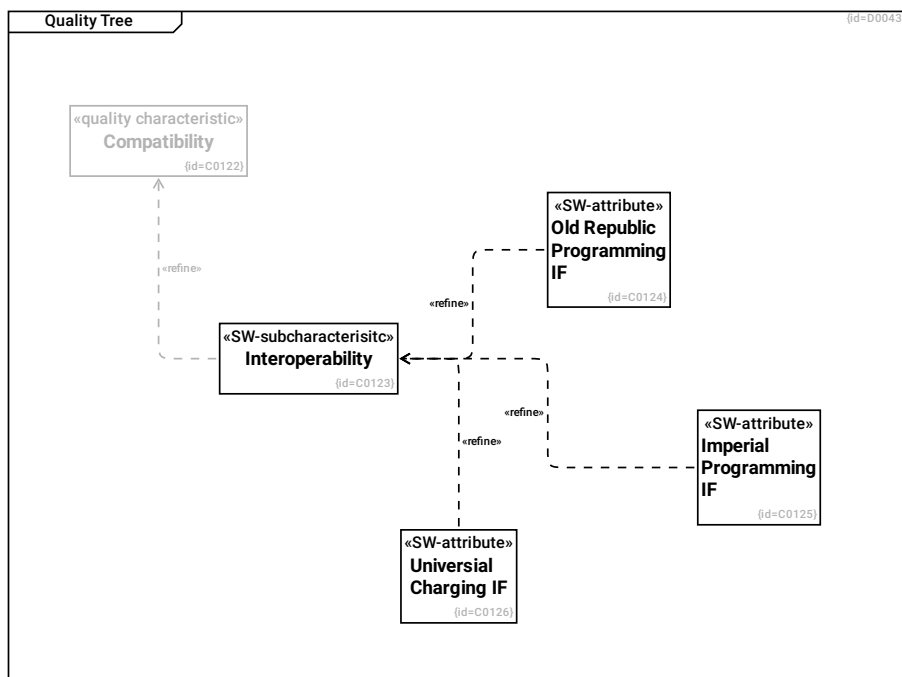 Quality Tree
{id=D0043
«quality characteristic»
Compatibility
{id=C0122}
«refine»
«SW-attribute»
Old Republic
Programming
IF
{id=C0124}
«refine»
«SW-subcharacterisitc»
Interoperability
{id=C0123}
«refine»
«SW-attribute»
Imperial
Programming
IF
{id=C0125}
«refine»
«SW-attribute»
Universial
Charging IF
{id=C0126}